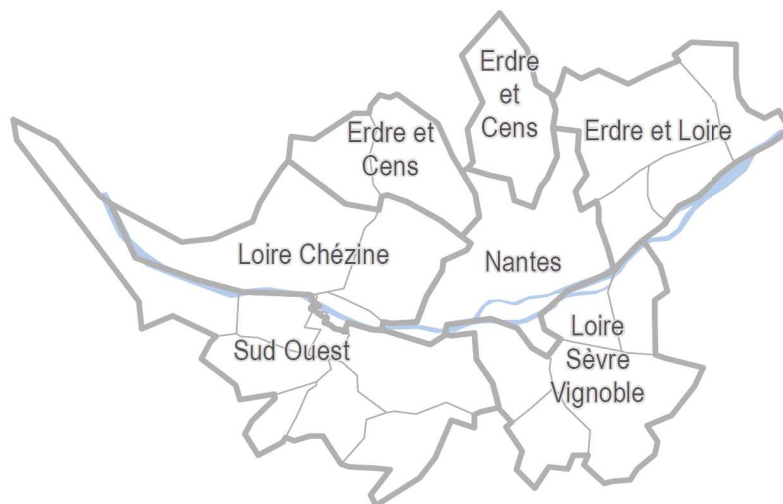 Erdre
et
Cens
Erdre et
Cens
Erdre et Loire
Loire Chézine
Nantes
Sud Ouest
Loire
Sèvre
Vignoble